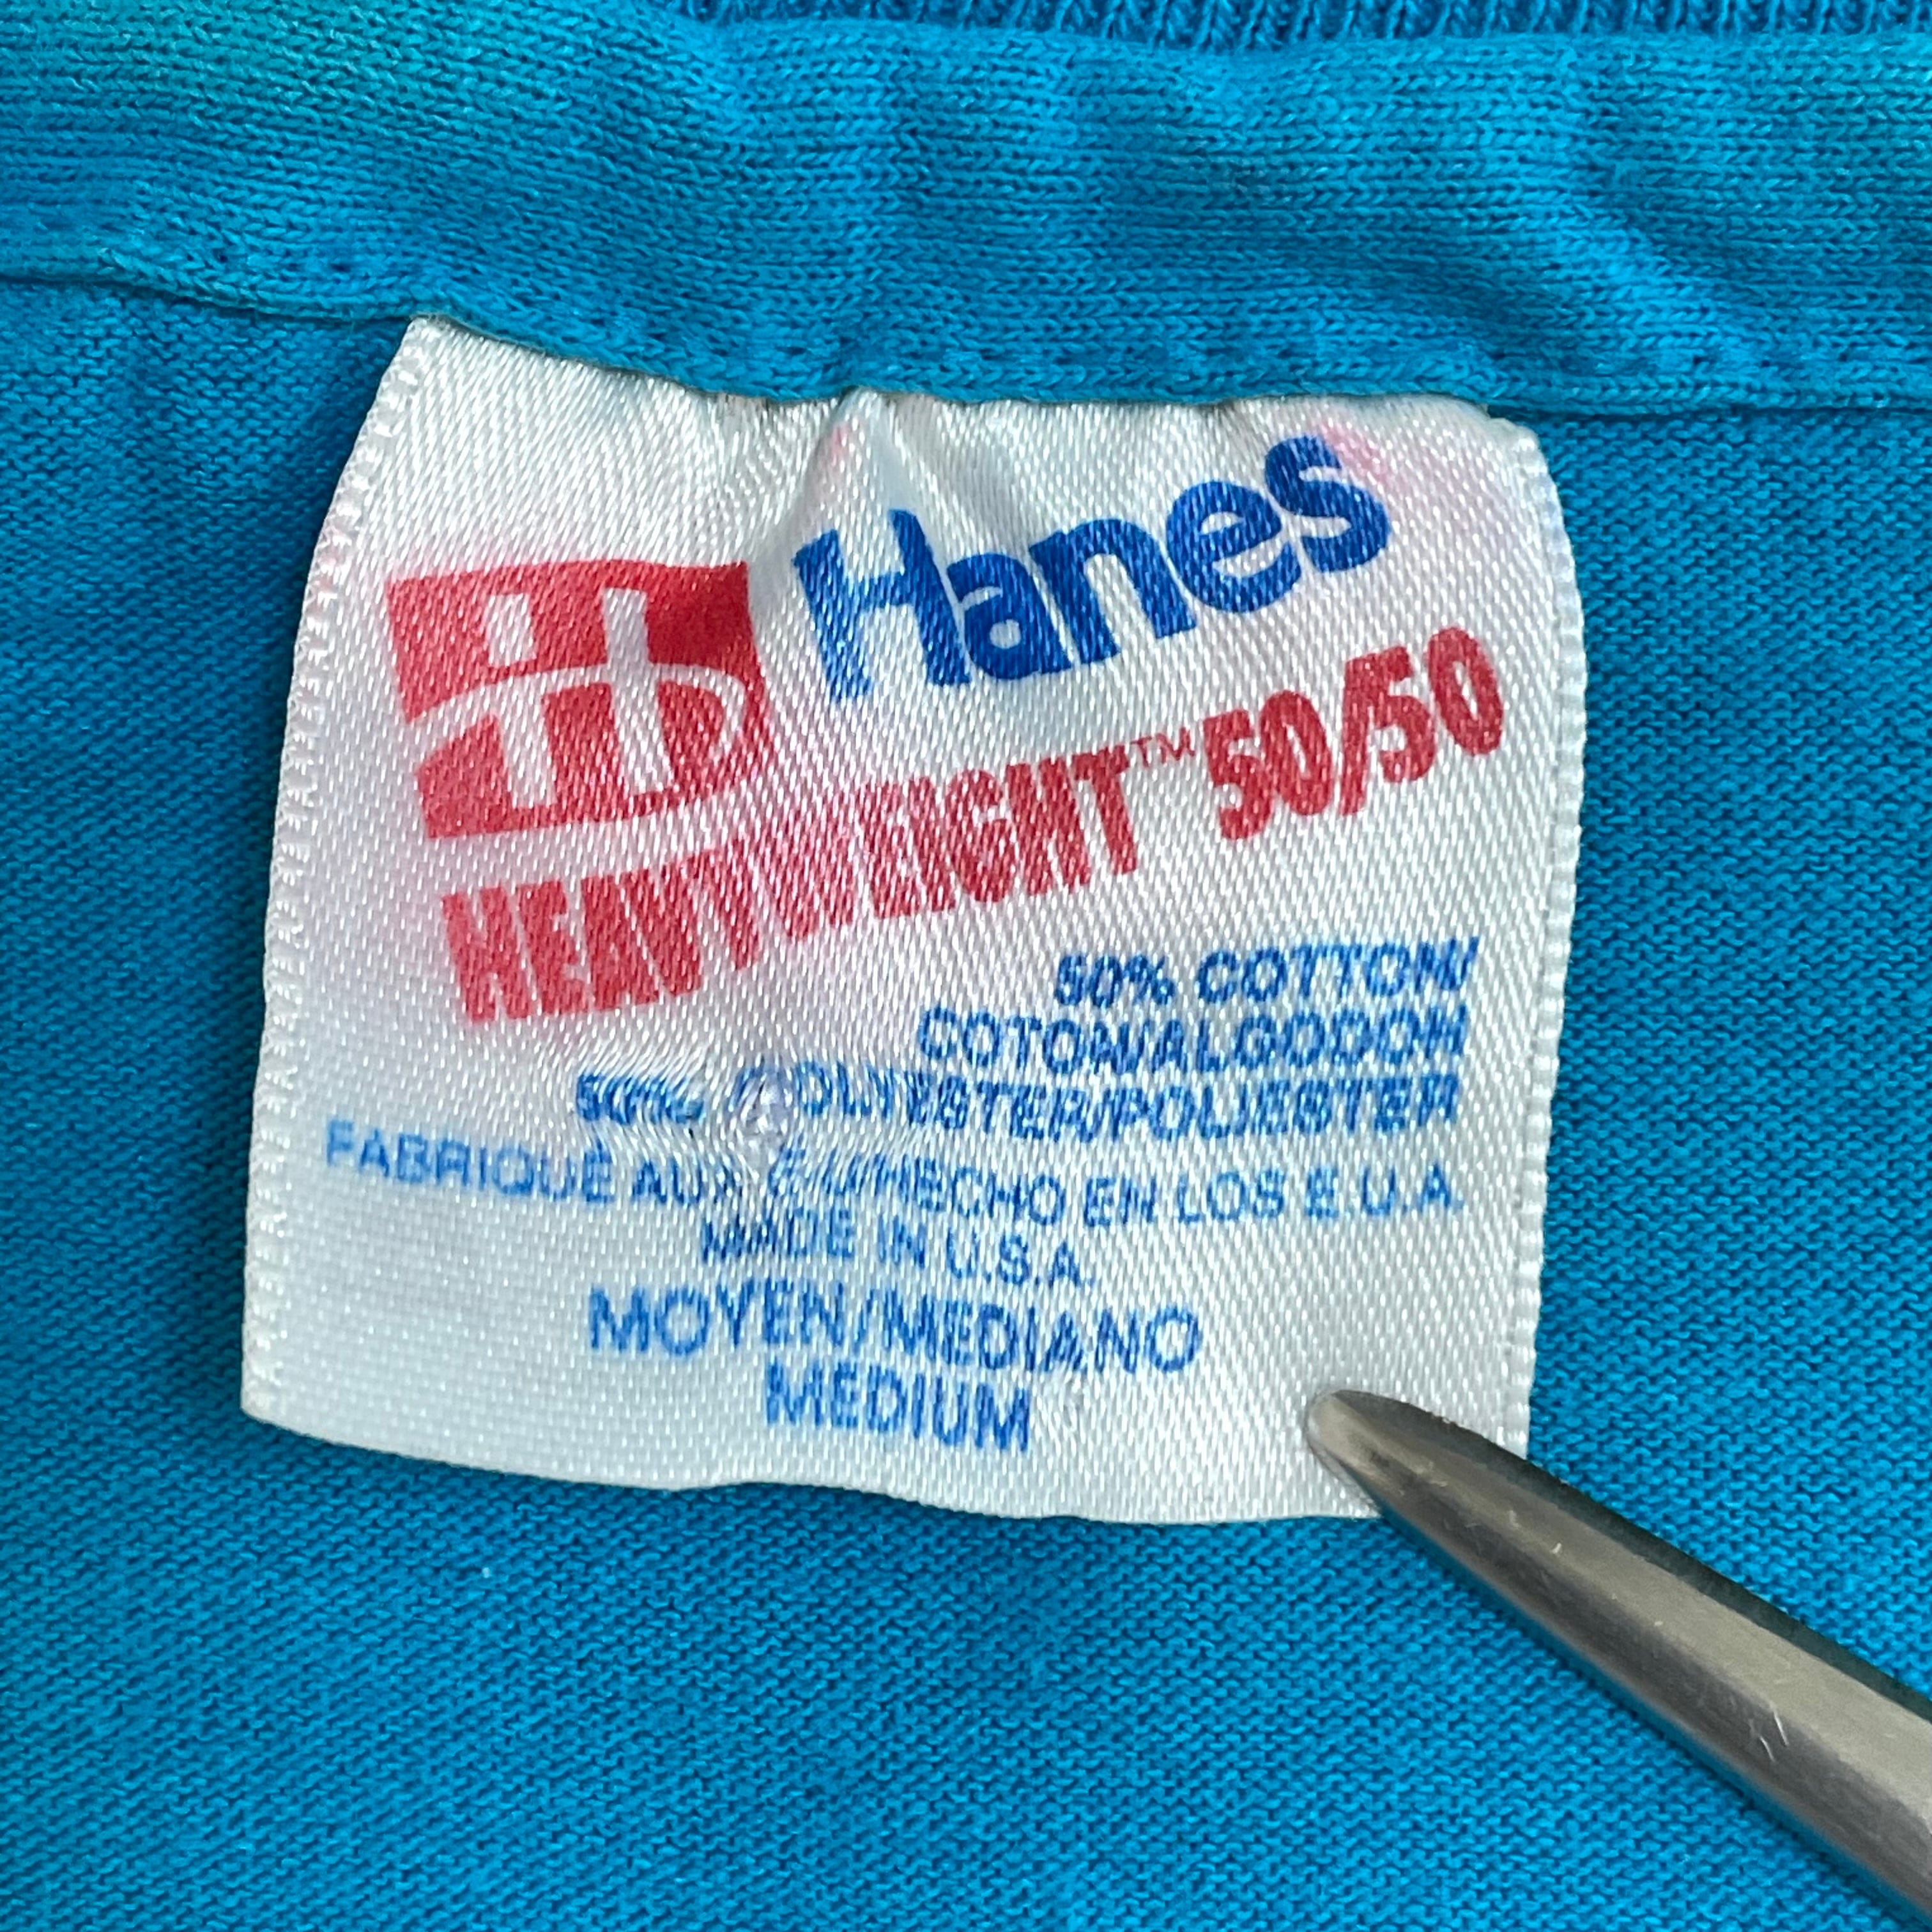 Hanes
HEAVYWEIGHT™ 50/50
50% COTTON/
COTON/ALGODON
50% POLYESTER/POLIESTER
FABRIQUÉ AUX É.U./HECHO EN LOS E.U.A.
MADE IN U.S.A.
MOYEN/MEDIANO
MEDIUM